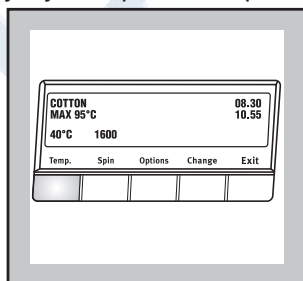 COTTON 08.30
MAX 95°C 10.55
40°C 1600
Temp. Spin Options Change Exit